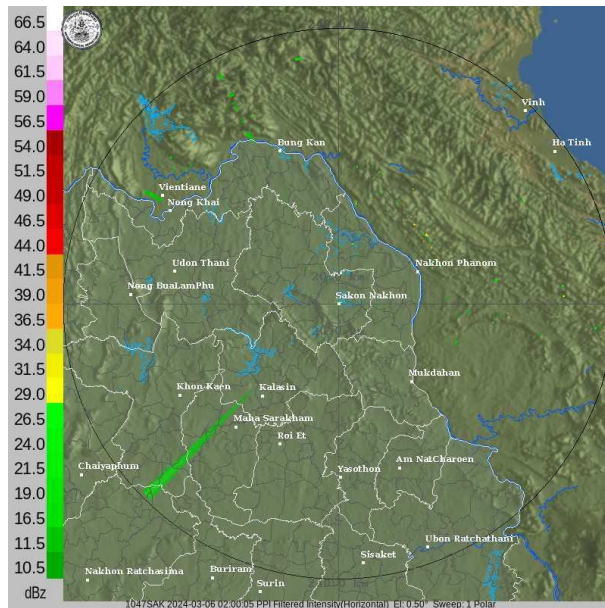 66.5
64.0
61.5
59.0
56.5
54.0
51.5
49.0
46.5
44.0
41.5
39.0
36.5
34.0
31.5
29.0
26.5
24.0
21.5
19.0
16.5
11.5
10.5
dBz
Vinh
Ha Tinh
Bung Kan
Vientiane
Nong Khai
Udon Thani
Nakhon Phanom
Nong BuaLamPhu
Sakon Nakhon
Mukdahan
Khon Kaen
Kalasin
Maha Sarakham
Roi Et
Chaiyaphum
Am NatCharoen
Yasothon
Ubon Ratchathani
Sisaket
Nakhon Ratchasima
Buriram
Surin
1047SAK 2024-03-06 02:00:05 PPI Filtered Intensity(Horizontal) El: 0.50° Sweep: 1 Polar